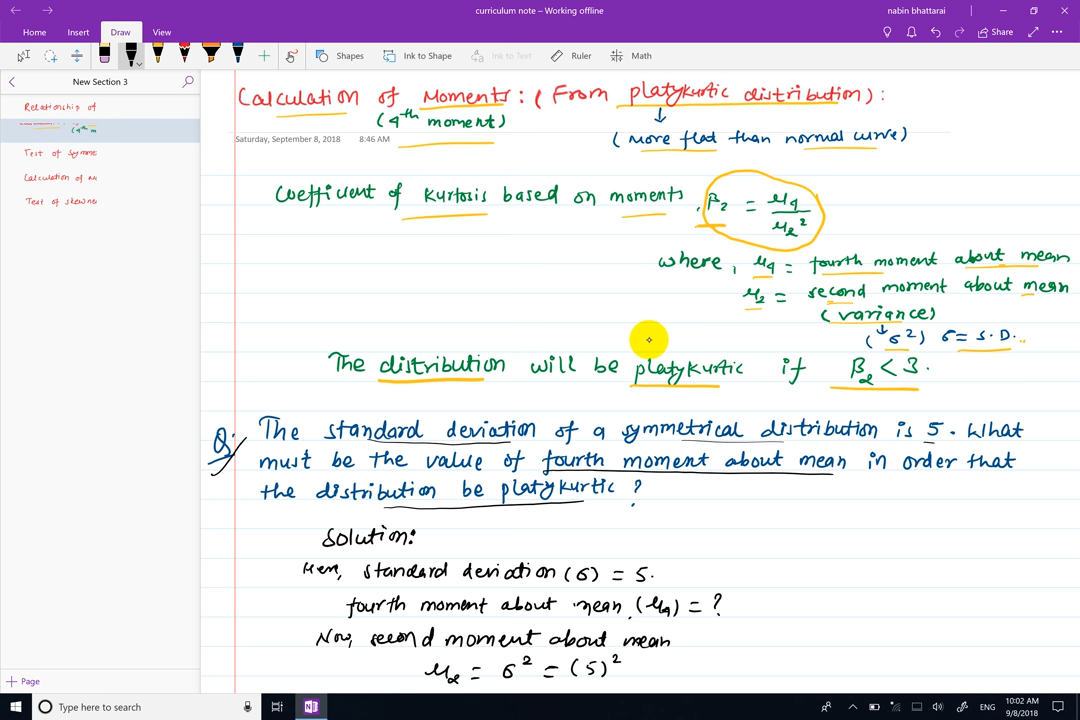 curriculum note – Working offline
nabin bhattarai
Home Insert Draw View
Share
Shapes Ink to Shape Ink to Text Ruler Math
New Section 3
Relationship of
(4th m
Test of Symme
Calculation of
Test of skewne
Page
Calculation of Moments: (From platykurtic distribution):
(4th moment)
(More flat than normal curve)
Saturday, September 8, 2018 8:46 AM
Coefficient of Kurtosis based on moments, β₂ = μ₄/μ₂²
where, μ₄ = fourth moment about mean
μ₂ = second moment about mean
(variance)
(σ²) σ = S.D.
The distribution will be platykurtic if β₂ < 3.
Q: The standard deviation of a symmetrical distribution is 5. What
must be the value of fourth moment about mean in order that
the distribution be platykurtic ?
Solution:
Here, standard deviation (σ) = 5.
fourth moment about mean (μ₄) = ?
Now, second moment about mean
μ₂ = σ² = (5)²
Type here to search
ENG
10:02 AM
9/8/2018